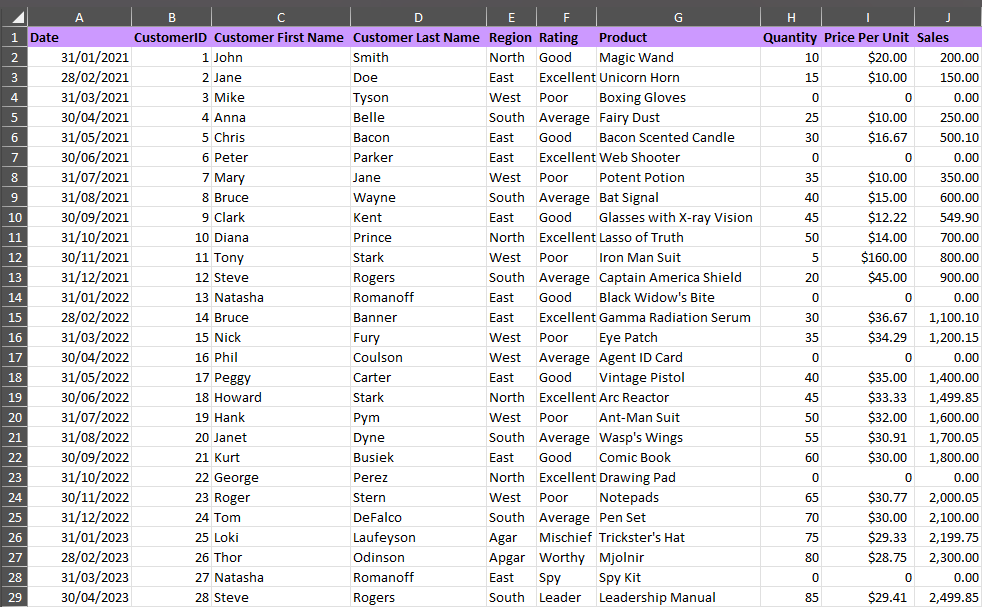 A B C D E F G H I J
1 Date CustomerID Customer First Name Customer Last Name Region Rating Product Quantity Price Per Unit Sales
2 31/01/2021 1 John Smith North Good Magic Wand 10 $20.00 200.00
3 28/02/2021 2 Jane Doe East Excellent Unicorn Horn 15 $10.00 150.00
4 31/03/2021 3 Mike Tyson West Poor Boxing Gloves 0 0 0.00
5 30/04/2021 4 Anna Belle South Average Fairy Dust 25 $10.00 250.00
6 31/05/2021 5 Chris Bacon East Good Bacon Scented Candle 30 $16.67 500.10
7 30/06/2021 6 Peter Parker East Excellent Web Shooter 0 0 0.00
8 31/07/2021 7 Mary Jane West Poor Potent Potion 35 $10.00 350.00
9 31/08/2021 8 Bruce Wayne South Average Bat Signal 40 $15.00 600.00
10 30/09/2021 9 Clark Kent East Good Glasses with X-ray Vision 45 $12.22 549.90
11 31/10/2021 10 Diana Prince North Excellent Lasso of Truth 50 $14.00 700.00
12 30/11/2021 11 Tony Stark West Poor Iron Man Suit 5 $160.00 800.00
13 31/12/2021 12 Steve Rogers South Average Captain America Shield 20 $45.00 900.00
14 31/01/2022 13 Natasha Romanoff East Good Black Widow's Bite 0 0 0.00
15 28/02/2022 14 Bruce Banner East Excellent Gamma Radiation Serum 30 $36.67 1,100.10
16 31/03/2022 15 Nick Fury West Poor Eye Patch 35 $34.29 1,200.15
17 30/04/2022 16 Phil Coulson West Average Agent ID Card 0 0 0.00
18 31/05/2022 17 Peggy Carter East Good Vintage Pistol 40 $35.00 1,400.00
19 30/06/2022 18 Howard Stark North Excellent Arc Reactor 45 $33.33 1,499.85
20 31/07/2022 19 Hank Pym West Poor Ant-Man Suit 50 $32.00 1,600.00
21 31/08/2022 20 Janet Dyne South Average Wasp's Wings 55 $30.91 1,700.05
22 30/09/2022 21 Kurt Busiek East Good Comic Book 60 $30.00 1,800.00
23 31/10/2022 22 George Perez North Excellent Drawing Pad 0 0 0.00
24 30/11/2022 23 Roger Stern West Poor Notepads 65 $30.77 2,000.05
25 31/12/2022 24 Tom DeFalco South Average Pen Set 70 $30.00 2,100.00
26 31/01/2023 25 Loki Laufeyson Agar Mischief Trickster's Hat 75 $29.33 2,199.75
27 28/02/2023 26 Thor Odinson Apgar Worthy Mjolnir 80 $28.75 2,300.00
28 31/03/2023 27 Natasha Romanoff East Spy Spy Kit 0 0 0.00
29 30/04/2023 28 Steve Rogers South Leader Leadership Manual 85 $29.41 2,499.85